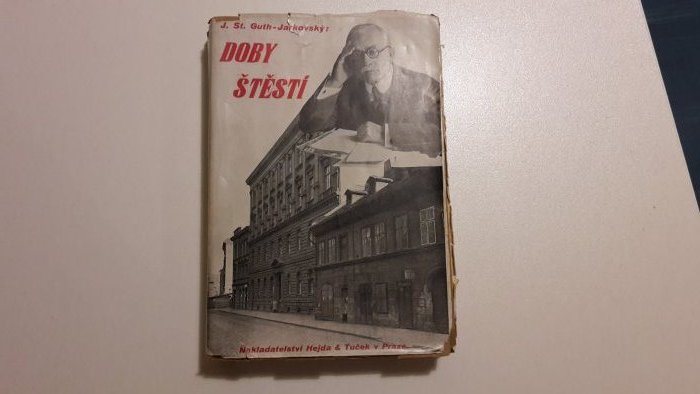 J. St. Guth-Jarkovský:
DOBY
ŠTĚSTÍ
Nakladatelství Hejda & Tuček v Praze